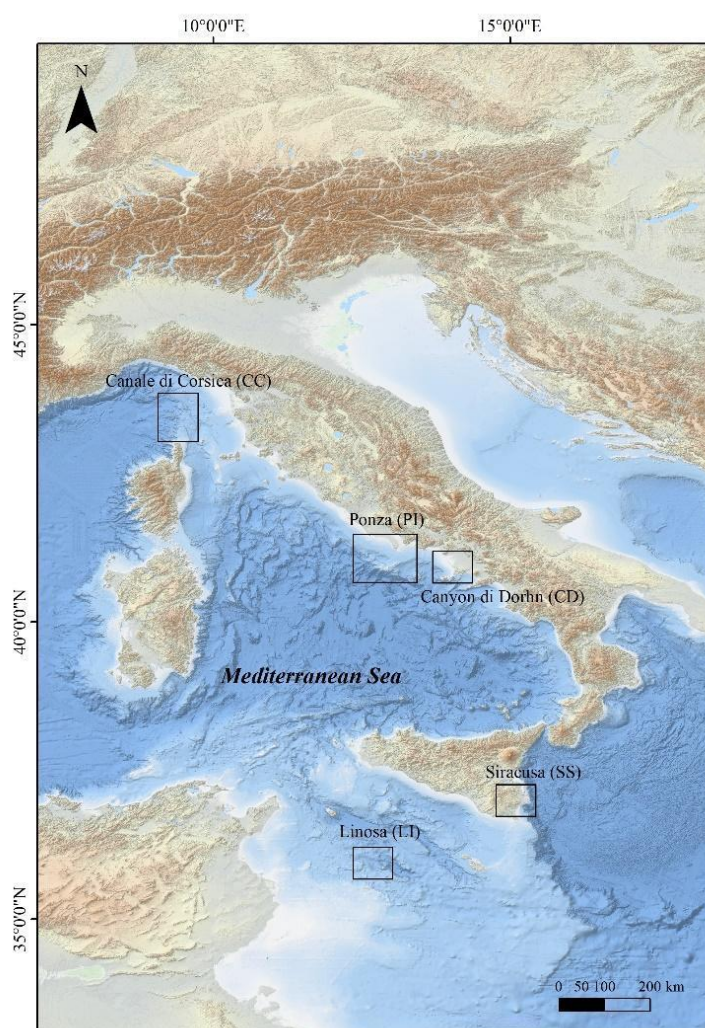 10°0'0"E 15°0'0"E
N
45°0'0"N
Canale di Corsica (CC)
Ponza (PI)
Canyon di Dorhn (CD)
40°0'0"N
Mediterranean Sea
Siracusa (SS)
Linosa (LI)
35°0'0"N
0 50 100 200 km